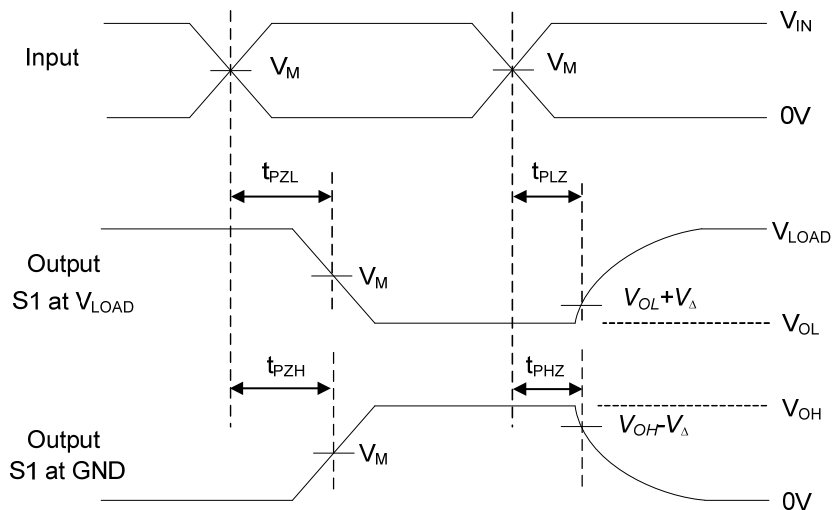 V_IN
Input
V_M
V_M
0V
t_PZL
t_PLZ
V_LOAD
Output
S1 at V_LOAD
V_M
V_OL+V_Δ
V_OL
t_PZH
t_PHZ
V_OH
Output
S1 at GND
V_M
V_OH-V_Δ
0V